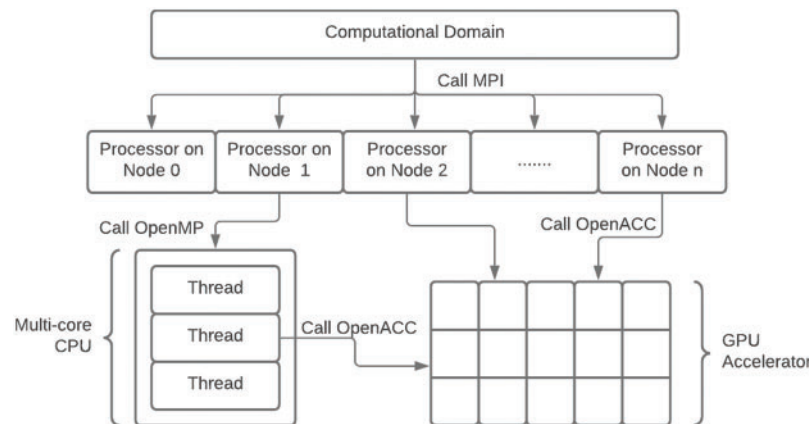 Computational Domain
Call MPI
Processor on
Node 0
Processor on
Node 1
Processor
on Node 2
.......
Processor
on Node n
Call OpenMP
Call OpenACC
Multi-core
CPU
Thread
Thread
Thread
Call OpenACC
GPU
Accelerator